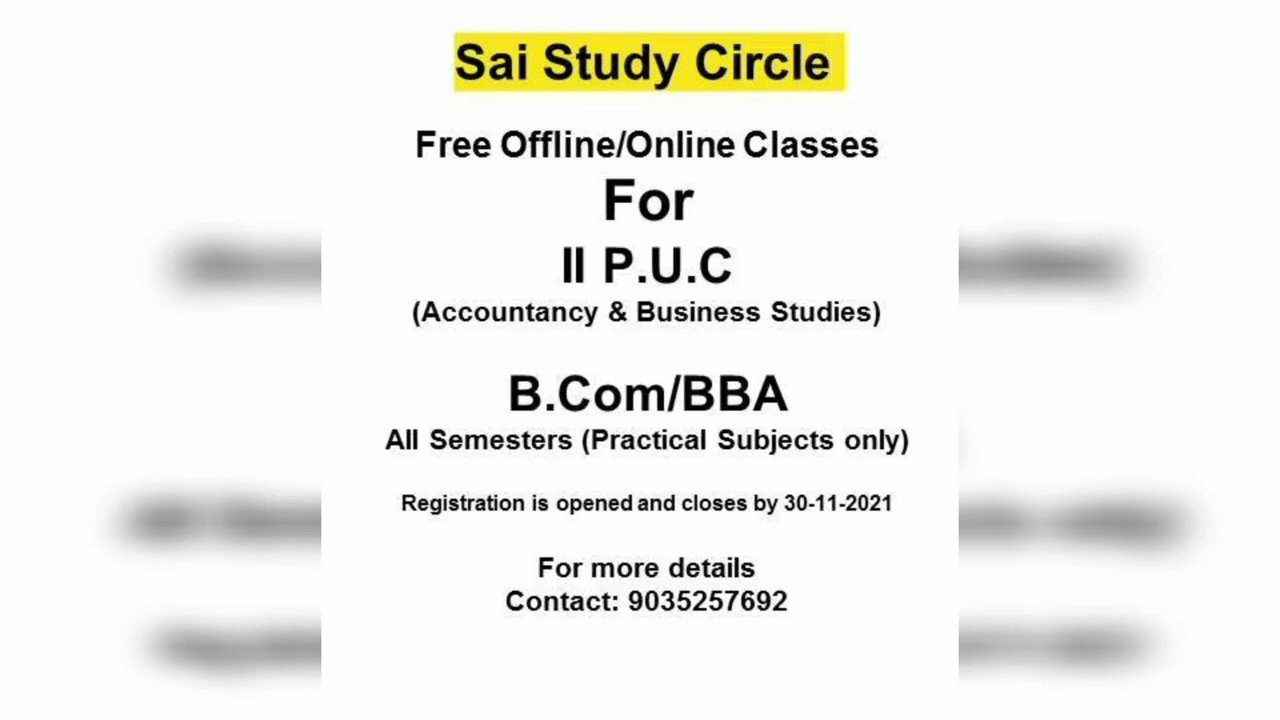 Sai Study Circle
Free Offline/Online Classes
For
II P.U.C
(Accountancy & Business Studies)
B.Com/BBA
All Semesters (Practical Subjects only)
Registration is opened and closes by 30-11-2021
For more details
Contact: 9035257692